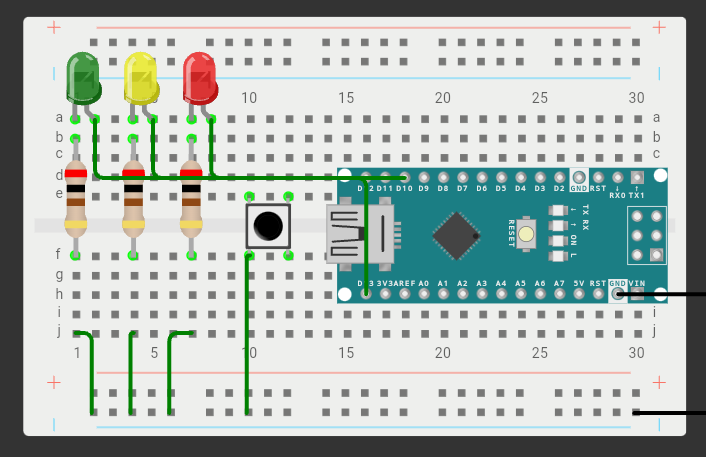 + +
5 10 15 20 25 30
a a
b b
c c
d
e
D12 D11 D10 D9 D8 D7 D6 D5 D4 D3 D2 GND RST RX0 TX1
RESET
TX RX
ON L
f
g
h
D13 3V3 AREF A0 A1 A2 A3 A4 A5 A6 A7 5V RST GND VIN
i i
j j
1 5 10 15 20 25 30
+ +